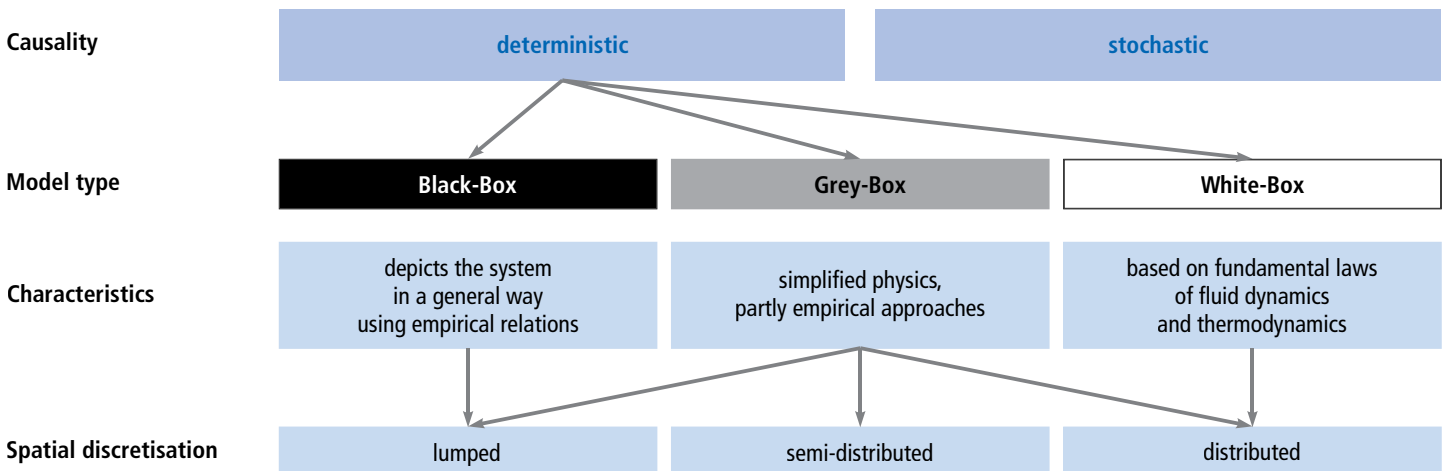 Causality
deterministic
stochastic
Model type
Black-Box
Grey-Box
White-Box
Characteristics
depicts the system
in a general way
using empirical relations
simplified physics,
partly empirical approaches
based on fundamental laws
of fluid dynamics
and thermodynamics
Spatial discretisation
lumped
semi-distributed
distributed